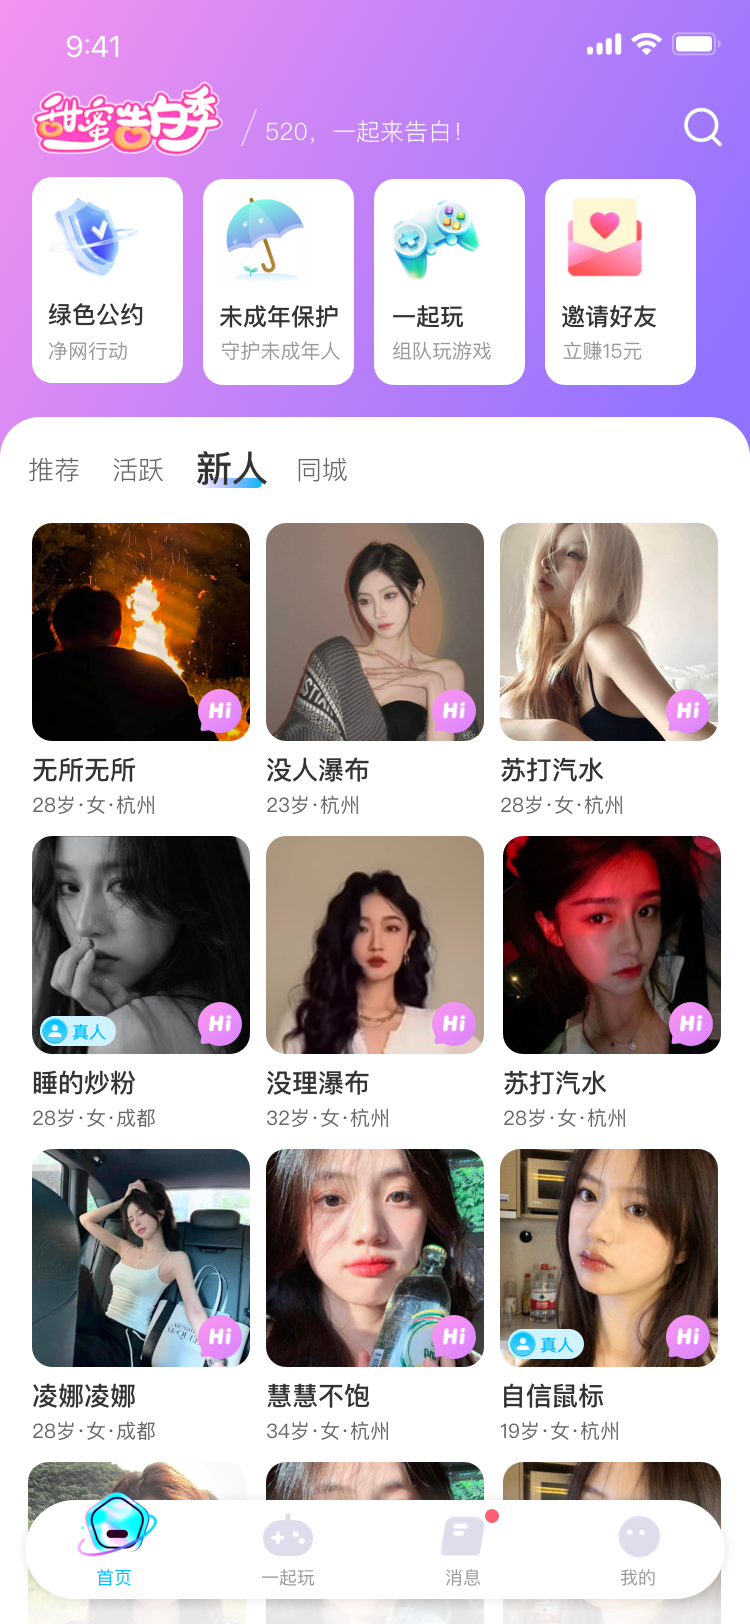 9:41
甜蜜告白季
520，一起来告白！
绿色公约
净网行动
未成年保护
守护未成年人
一起玩
组队玩游戏
邀请好友
立赚15元
推荐 活跃 新人 同城
STIA
Hi
Hi
Hi
无所无所
没人瀑布
苏打汽水
28岁·女·杭州
23岁·杭州
28岁·女·杭州
真人
Hi
Hi
Hi
睡的炒粉
没理瀑布
苏打汽水
28岁·女·成都
32岁·女·杭州
28岁·女·杭州
Hi
Hi
真人
Hi
凌娜凌娜
慧慧不饱
自信鼠标
28岁·女·成都
34岁·女·杭州
19岁·女·杭州
首页
一起玩
消息
我的